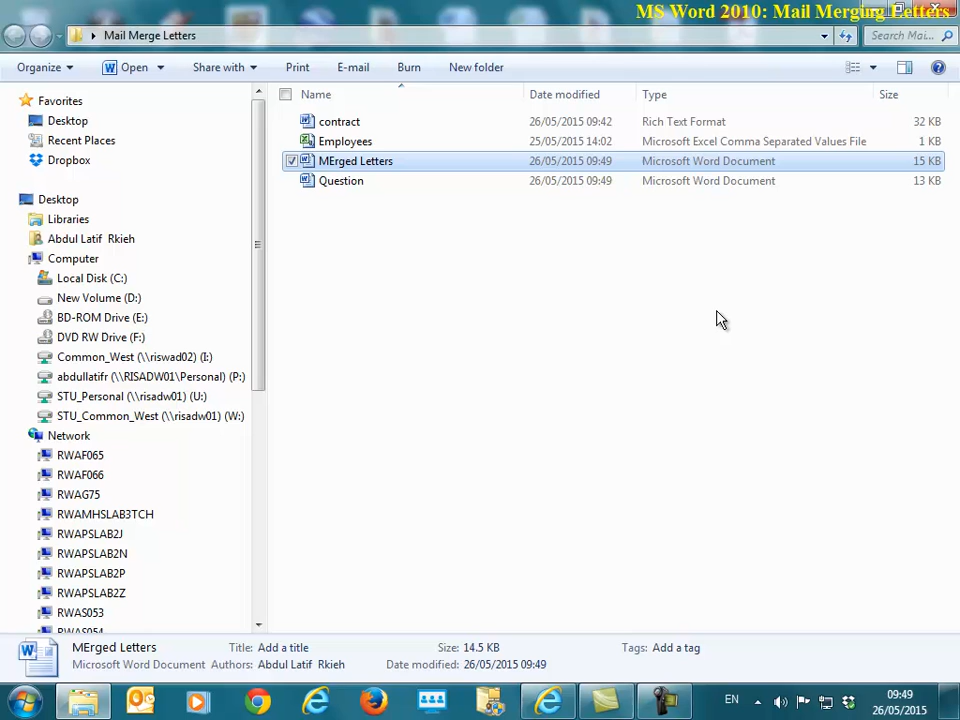 MS Word 2010: Mail Merging Letters
Mail Merge Letters
Search Mai...
Organize
Open
Share with
Print
E-mail
Burn
New folder
Name
Date modified
Type
Size
Favorites
Desktop
Recent Places
Dropbox
Desktop
Libraries
Abdul Latif Rkieh
Computer
Local Disk (C:)
New Volume (D:)
BD-ROM Drive (E:)
DVD RW Drive (F:)
Common_West (\\riswad02) (I:)
abdullatifr (\\RISADW01\Personal) (P:)
STU_Personal (\\risadw01) (U:)
STU_Common_West (\\risadw01) (W:)
Network
RWAF065
RWAF066
RWAG75
RWAMHSLAB3TCH
RWAPSLAB2J
RWAPSLAB2N
RWAPSLAB2P
RWAPSLAB2Z
RWAS053
RWAS054
contract 26/05/2015 09:42 Rich Text Format 32 KB
Employees 25/05/2015 14:02 Microsoft Excel Comma Separated Values File 1 KB
MErged Letters 26/05/2015 09:49 Microsoft Word Document 15 KB
Question 26/05/2015 09:49 Microsoft Word Document 13 KB
MErged Letters Title: Add a title Size: 14.5 KB Tags: Add a tag
Microsoft Word Document Authors: Abdul Latif Rkieh Date modified: 26/05/2015 09:49
EN
09:49
26/05/2015